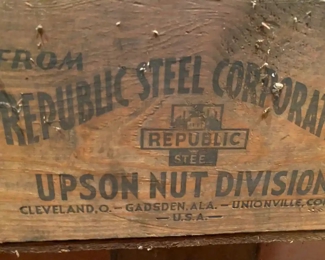 FROM
REPUBLIC STEEL CORPORAT
REPUBLIC
STEEL
UPSON NUT DIVISION
CLEVELAND, O. — GADSDEN, ALA. — UNIONVILLE, CO
— U.S.A. —